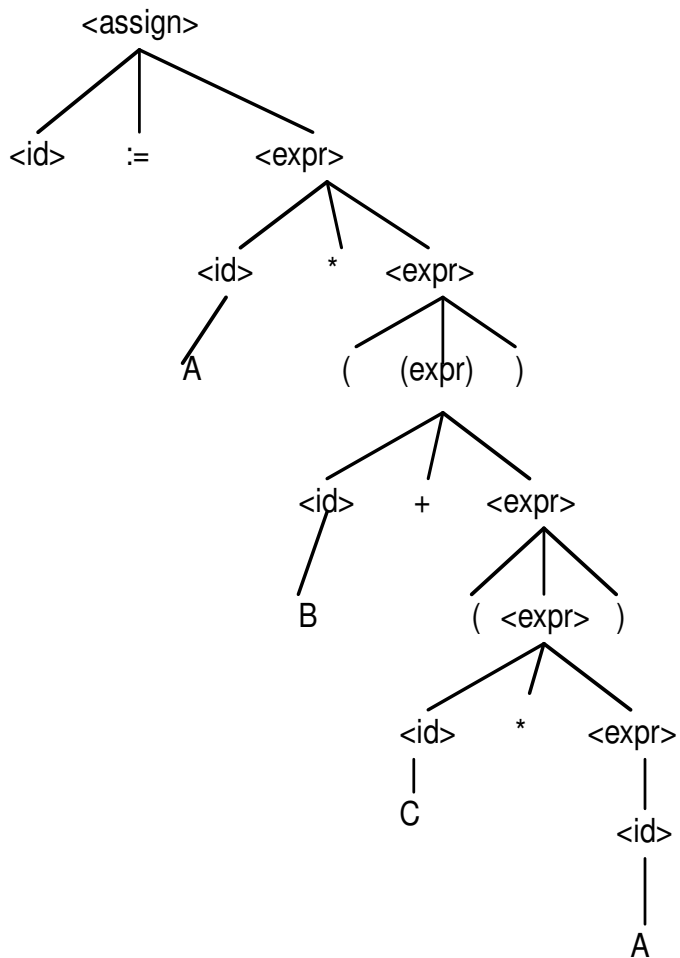 <assign>
<id> := <expr>
<id> * <expr>
A ( (expr) )
<id> + <expr>
B ( <expr> )
<id> * <expr>
C
<id>
A